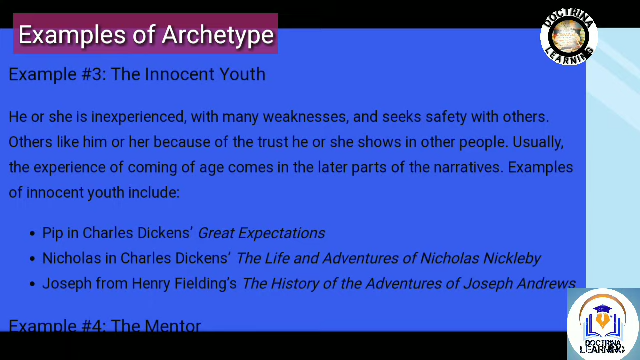 Examples of Archetype
DOCTRINA
LEARNING
Example #3: The Innocent Youth
He or she is inexperienced, with many weaknesses, and seeks safety with others.
Others like him or her because of the trust he or she shows in other people. Usually,
the experience of coming of age comes in the later parts of the narratives. Examples
of innocent youth include:
• Pip in Charles Dickens’ Great Expectations
• Nicholas in Charles Dickens’ The Life and Adventures of Nicholas Nickleby
• Joseph from Henry Fielding’s The History of the Adventures of Joseph Andrews
Example #4: The Mentor
DOCTRINA
LEARNING